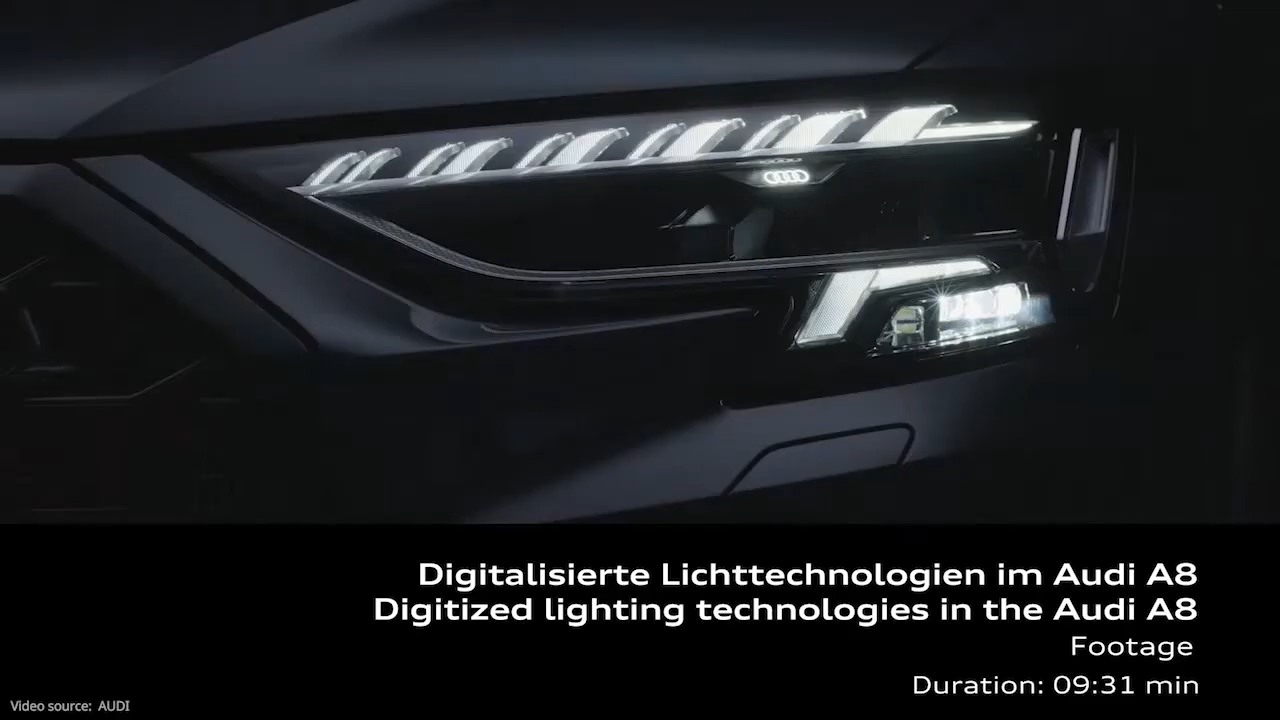 Digitalisierte Lichttechnologien im Audi A8
Digitized lighting technologies in the Audi A8
Footage
Duration: 09:31 min
Video source: AUDI